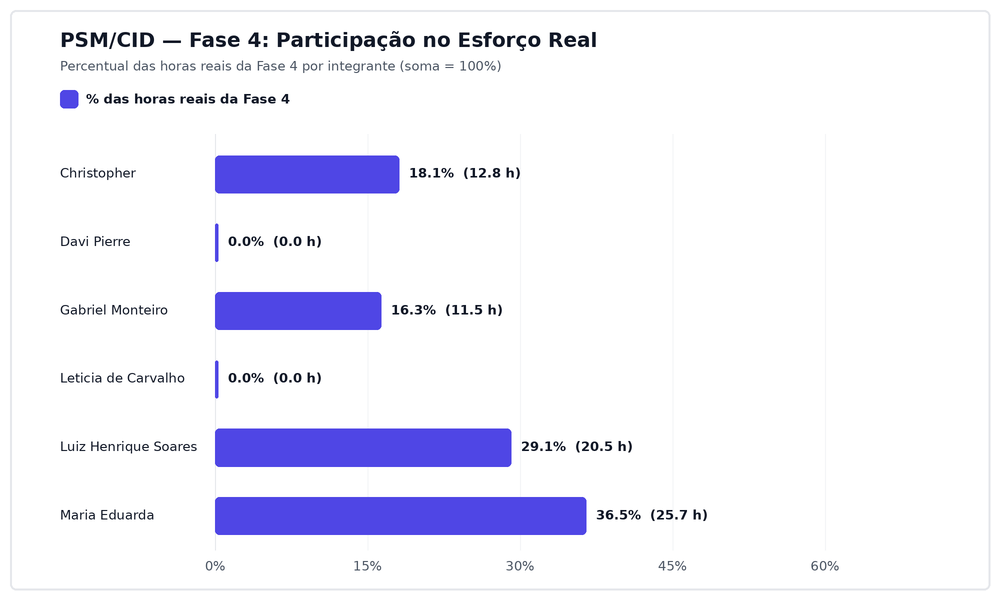 PSM/CID — Fase 4: Participação no Esforço Real
Percentual das horas reais da Fase 4 por integrante (soma = 100%)
% das horas reais da Fase 4
Christopher 18.1% (12.8 h)
Davi Pierre 0.0% (0.0 h)
Gabriel Monteiro 16.3% (11.5 h)
Leticia de Carvalho 0.0% (0.0 h)
Luiz Henrique Soares 29.1% (20.5 h)
Maria Eduarda 36.5% (25.7 h)
0% 15% 30% 45% 60%